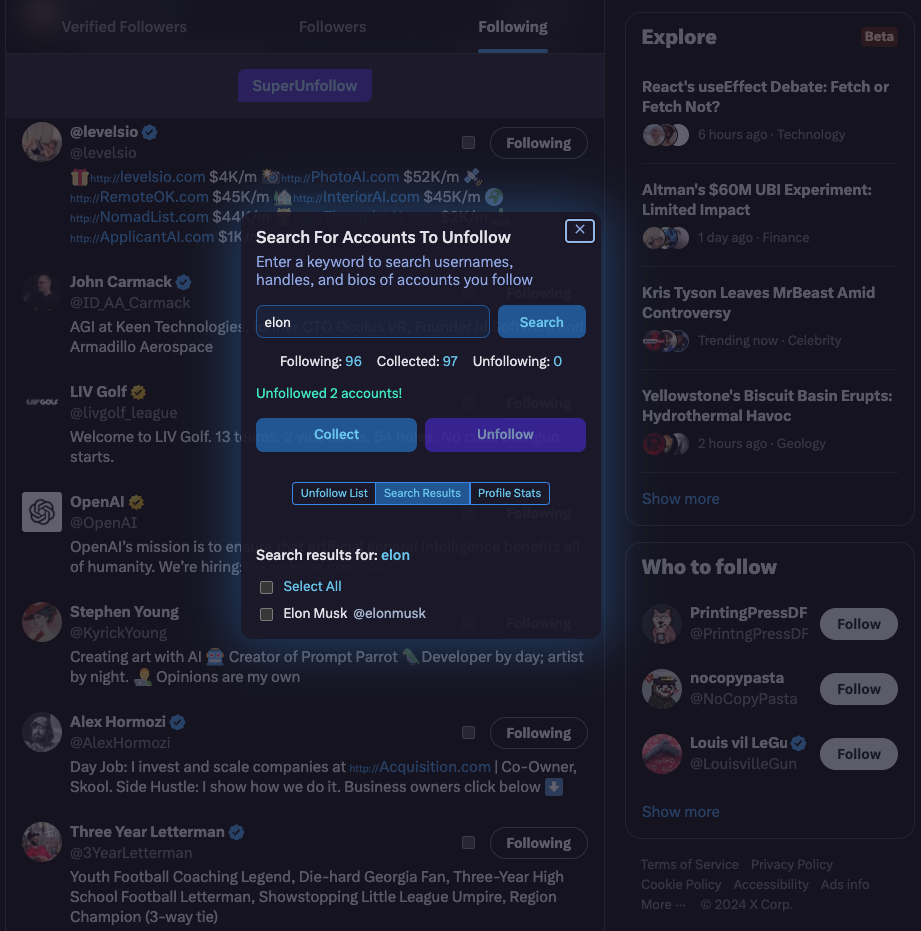 Verified Followers
Followers
Following
SuperUnfollow
@levelsio
@levelsio
Following
http://levelsio.com $4K/m http://PhotoAI.com $52K/m
http://RemoteOK.com $45K/m http://InteriorAI.com $45K/m
http://NomadList.com $44K/m
http://ApplicantAI.com $1K/
John Carmack
@ID_AA_Carmack
AGI at Keen Technologies, CTO Oculus VR, Founder
Armadillo Aerospace
LIV Golf
@livgolf_league
Welcome to LIV Golf. 13
starts.
OpenAI
@OpenAI
OpenAI’s mission is to ensure that artificial general intelligence benefits all
of humanity. We’re hiring:
Stephen Young
@KyrickYoung
Creating art with AI Creator of Prompt Parrot Developer by day; artist
by night. Opinions are my own
Alex Hormozi
@AlexHormozi
Following
Day Job: I invest and scale companies at http://Acquisition.com | Co-Owner,
Skool. Side Hustle: I show how we do it. Business owners click below
Three Year Letterman
@3YearLetterman
Following
Youth Football Coaching Legend, Die-hard Georgia Fan, Three-Year High
School Football Letterman, Showstopping Little League Umpire, Region
Champion (3-way tie)
Search For Accounts To Unfollow
Enter a keyword to search usernames,
handles, and bios of accounts you follow
elon
Search
Following: 96 Collected: 97 Unfollowing: 0
Unfollowed 2 accounts!
Collect
Unfollow
Unfollow List
Search Results
Profile Stats
Search results for: elon
Select All
Elon Musk @elonmusk
Explore
Beta
React's useEffect Debate: Fetch or
Fetch Not?
6 hours ago · Technology
Altman's $60M UBI Experiment:
Limited Impact
1 day ago · Finance
Kris Tyson Leaves MrBeast Amid
Controversy
Trending now · Celebrity
Yellowstone's Biscuit Basin Erupts:
Hydrothermal Havoc
2 hours ago · Geology
Show more
Who to follow
PrintingPressDF
@PrintngPressDF
Follow
nocopypasta
@NoCopyPasta
Follow
Louis vil LeGu
@LouisvilleGun
Follow
Show more
Terms of Service Privacy Policy
Cookie Policy Accessibility Ads info
More ··· © 2024 X Corp.